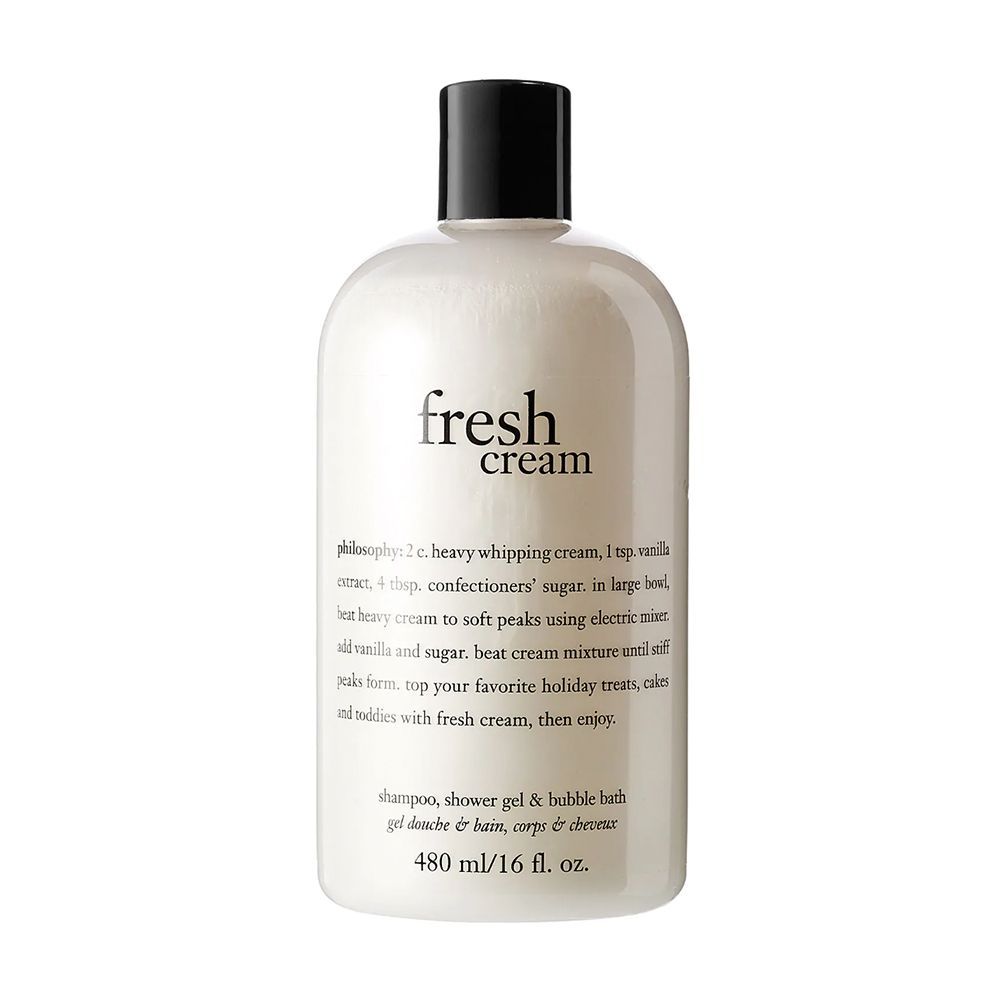 fresh
cream
philosophy: 2 c. heavy whipping cream, 1 tsp. vanilla
extract, 4 tbsp. confectioners’ sugar. in large bowl,
beat heavy cream to soft peaks using electric mixer.
add vanilla and sugar. beat cream mixture until stiff
peaks form. top your favorite holiday treats, cakes
and toddies with fresh cream, then enjoy.
shampoo, shower gel & bubble bath
gel douche & bain, corps & cheveux
480 ml/16 fl. oz.